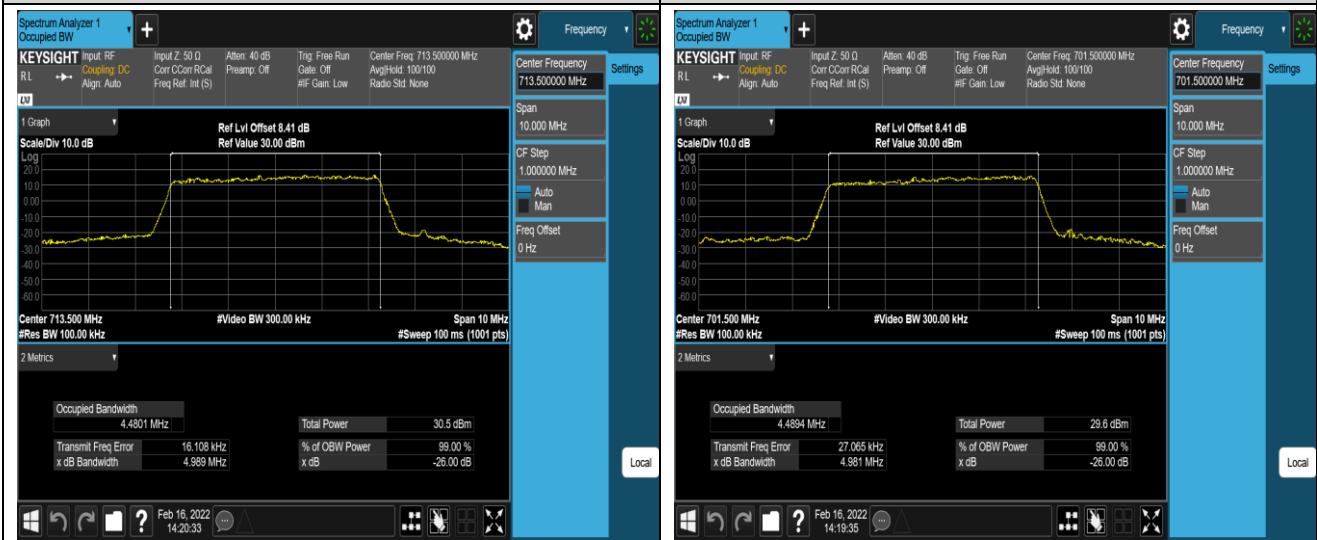 Spectrum Analyzer 1
Occupied BW
+
Frequency
KEYSIGHT Input: RF Input Z: 50 Ω Atten: 40 dB Trig: Free Run Center Freq: 713.500000 MHz
RL Coupling: DC Corr CCorr RCal Preamp: Off Gate: Off Avg|Hold: 100/100
Align: Auto Freq Ref: Int (S) #IF Gain: Low Radio Std: None
LXI
Center Frequency
713.500000 MHz
Settings
Span
10.000 MHz
CF Step
1.000000 MHz
Auto
Man
Freq Offset
0 Hz
Local
1 Graph
Ref Lvl Offset 8.41 dB
Scale/Div 10.0 dB Ref Value 30.00 dBm
Log
20.0
10.0
0.00
-10.0
-20.0
-30.0
-40.0
-50.0
-60.0
Center 713.500 MHz #Video BW 300.00 kHz Span 10 MHz
#Res BW 100.00 kHz #Sweep 100 ms (1001 pts)
2 Metrics
Occupied Bandwidth
4.4801 MHz Total Power 30.5 dBm
Transmit Freq Error 16.108 kHz % of OBW Power 99.00 %
x dB Bandwidth 4.989 MHz x dB -26.00 dB
? Feb 16, 2022
14:20:33
Spectrum Analyzer 1
Occupied BW
+
Frequency
KEYSIGHT Input: RF Input Z: 50 Ω Atten: 40 dB Trig: Free Run Center Freq: 701.500000 MHz
RL Coupling: DC Corr CCorr RCal Preamp: Off Gate: Off Avg|Hold: 100/100
Align: Auto Freq Ref: Int (S) #IF Gain: Low Radio Std: None
LXI
Center Frequency
701.500000 MHz
Settings
Span
10.000 MHz
CF Step
1.000000 MHz
Auto
Man
Freq Offset
0 Hz
Local
1 Graph
Ref Lvl Offset 8.41 dB
Scale/Div 10.0 dB Ref Value 30.00 dBm
Log
20.0
10.0
0.00
-10.0
-20.0
-30.0
-40.0
-50.0
-60.0
Center 701.500 MHz #Video BW 300.00 kHz Span 10 MHz
#Res BW 100.00 kHz #Sweep 100 ms (1001 pts)
2 Metrics
Occupied Bandwidth
4.4894 MHz Total Power 29.6 dBm
Transmit Freq Error 27.065 kHz % of OBW Power 99.00 %
x dB Bandwidth 4.981 MHz x dB -26.00 dB
? Feb 16, 2022
14:19:35